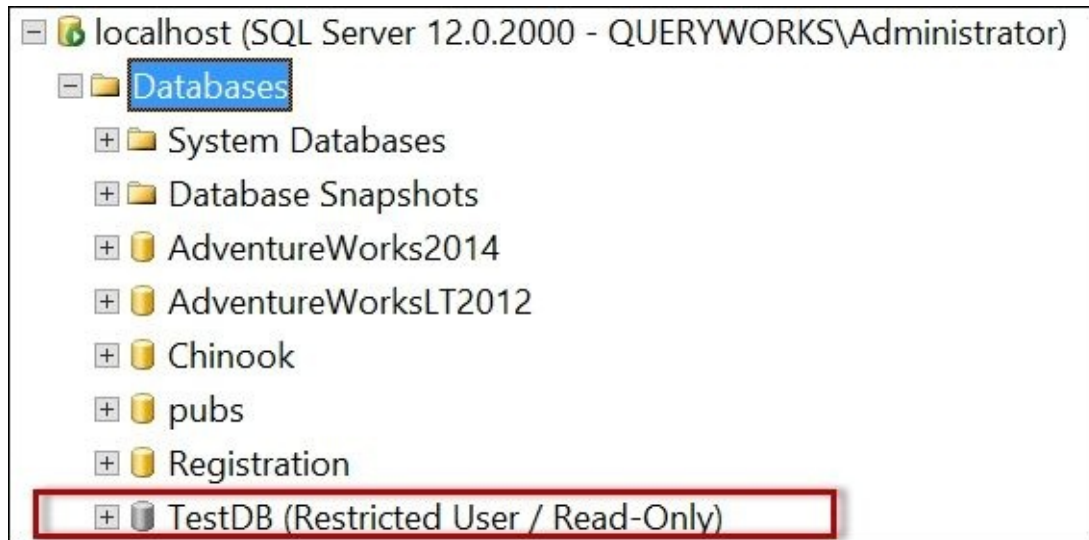 localhost (SQL Server 12.0.2000 - QUERYWORKS\Administrator)
Databases
System Databases
Database Snapshots
AdventureWorks2014
AdventureWorksLT2012
Chinook
pubs
Registration
TestDB (Restricted User / Read-Only)